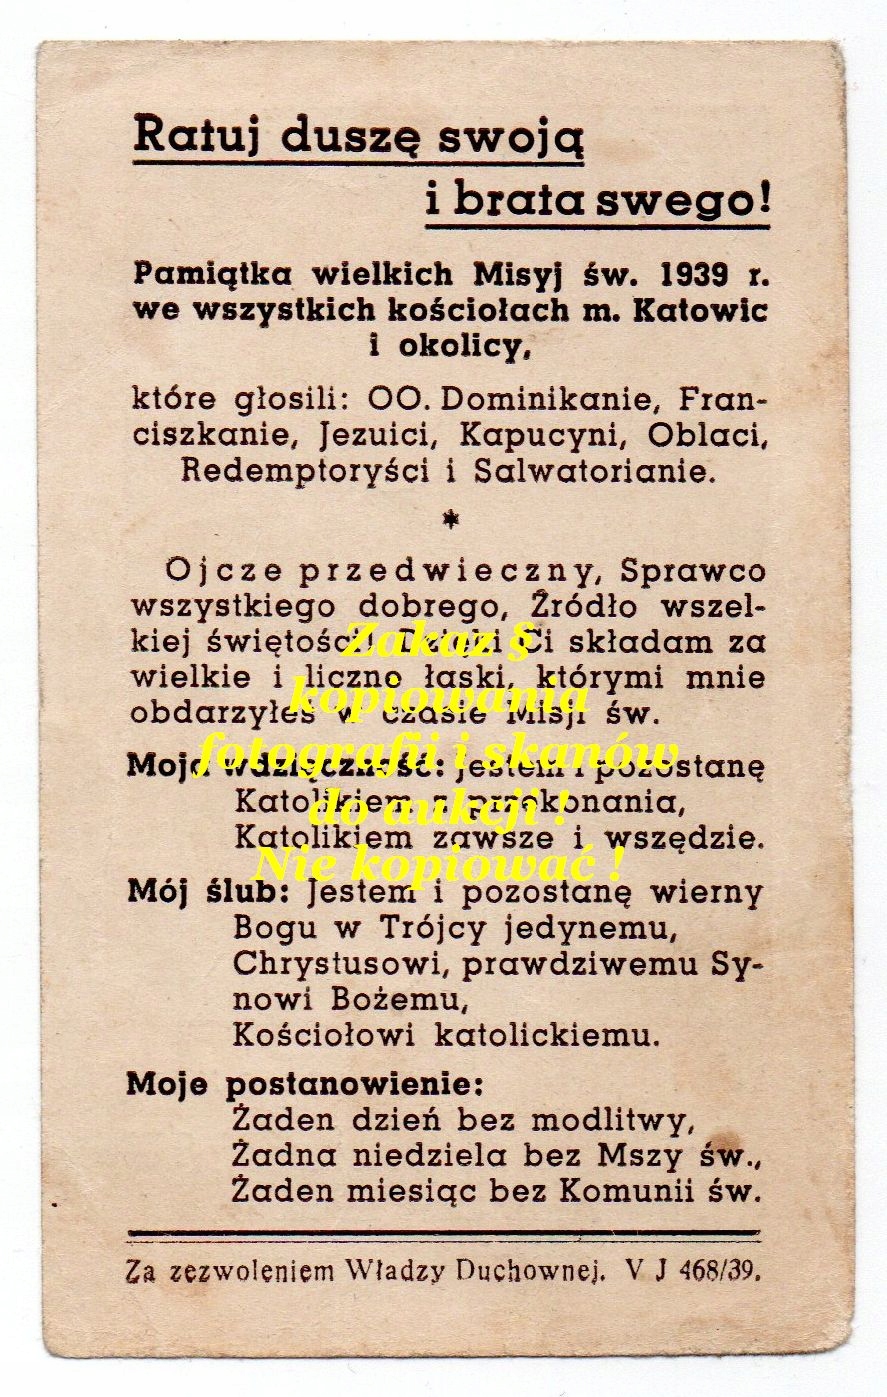 Ratuj duszę swoją
i brata swego!
Pamiątka wielkich Misyj św. 1939 r.
we wszystkich kościołach m. Katowic
i okolicy,
które głosili: OO. Dominikanie, Fran-
ciszkanie, Jezuici, Kapucyni, Oblaci,
Redemptoryści i Salwatorianie.
*
Ojcze przedwieczny, Sprawco
wszystkiego dobrego, Źródło wszel-
kiej świętości! Dzięki Ci składam za
wielkie i liczne łaski, którymi mnie
obdarzyłeś w czasie Misji św.
Moja wdzięczność: Jestem i pozostanę
Katolikiem z przekonania,
Katolikiem zawsze i wszędzie.
Mój ślub: Jestem i pozostanę wierny
Bogu w Trójcy jedynemu,
Chrystusowi, prawdziwemu Sy-
nowi Bożemu,
Kościołowi katolickiemu.
Moje postanowienie:
Żaden dzień bez modlitwy,
Żadna niedziela bez Mszy św.,
Żaden miesiąc bez Komunii św.
Za zezwoleniem Władzy Duchownej. V J 468/39.
Zakaz §
kopiowania
fotografii i skanów
do aukcji !
Nie kopiować !